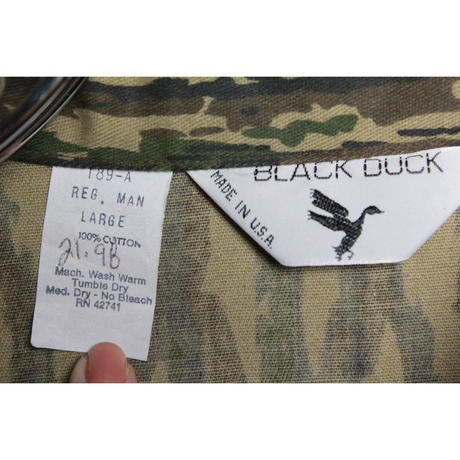 T89-A
REG. MAN
LARGE
100% COTTON
21.98
Mach. Wash Warm
Tumble Dry
Med. Dry - No Bleach
RN 42741
BLACK DUCK
MADE IN U.S.A.